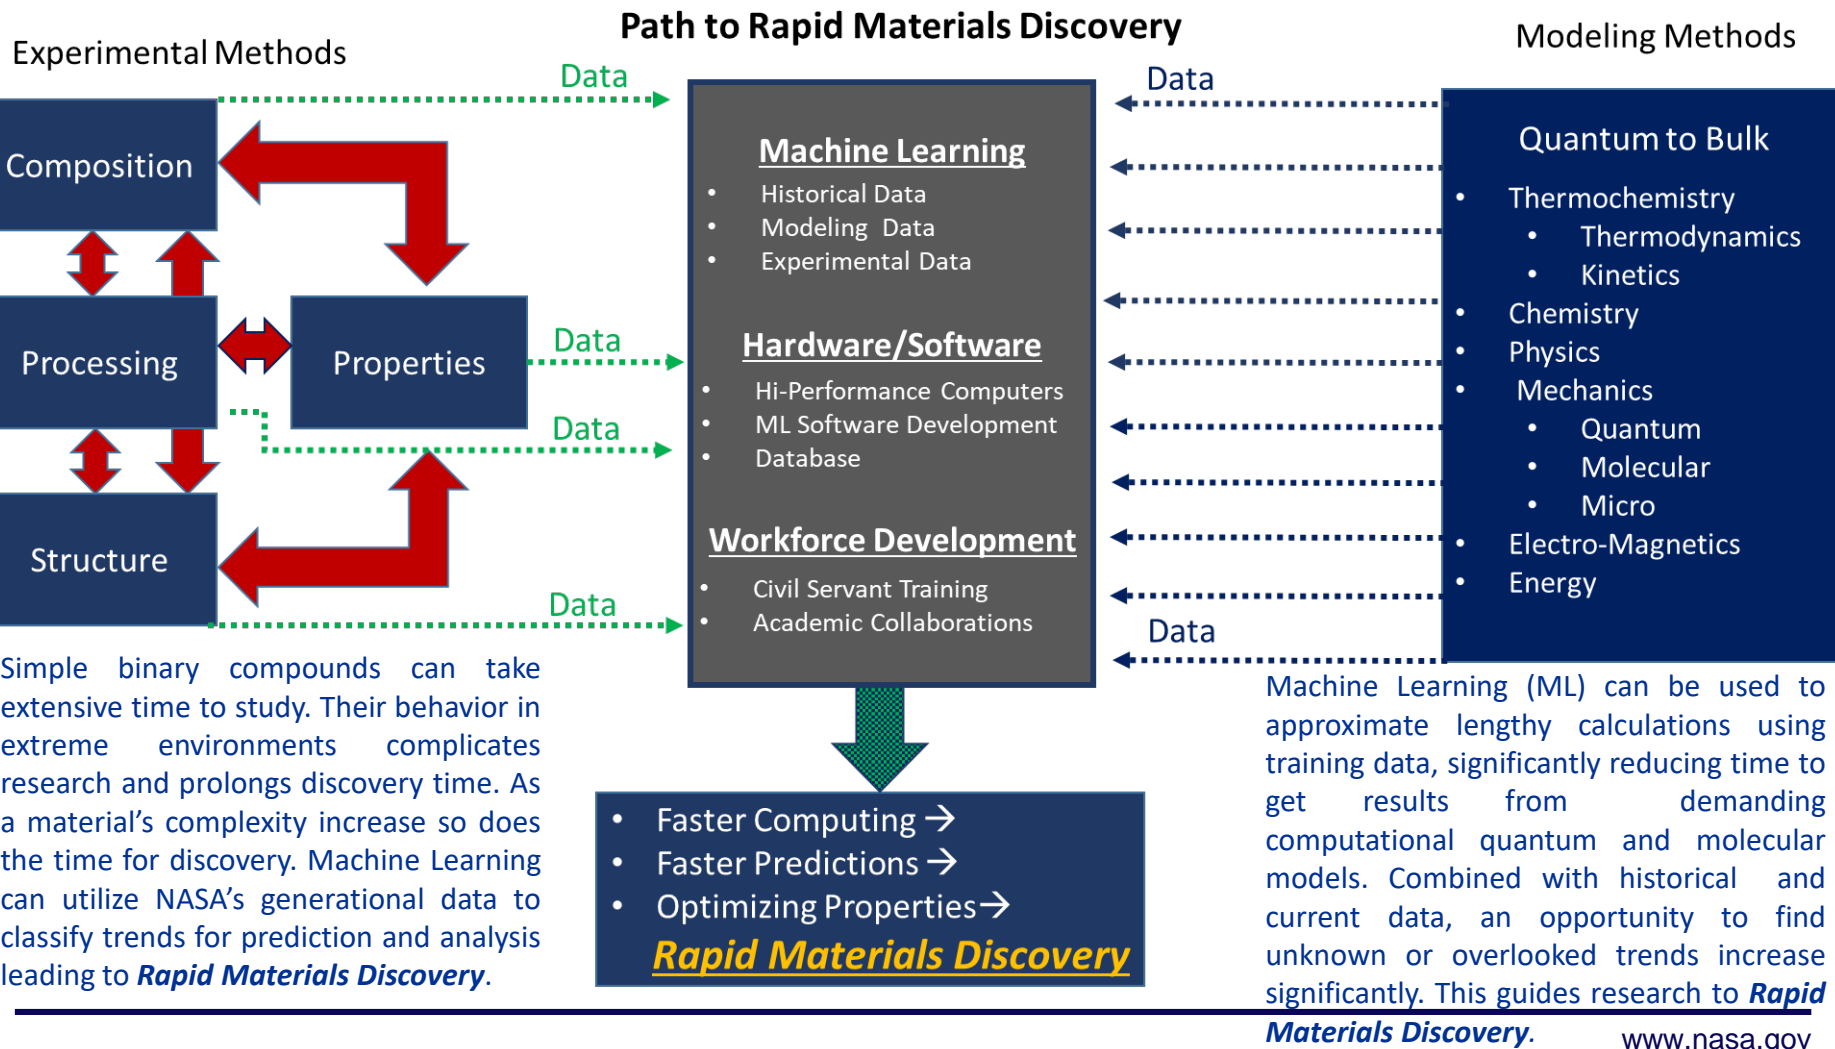 Path to Rapid Materials Discovery
Experimental Methods
Modeling Methods
Data
Data
Composition
Processing
Properties
Structure
Data
Data
Data
Machine Learning
• Historical Data
• Modeling Data
• Experimental Data
Hardware/Software
• Hi-Performance Computers
• ML Software Development
• Database
Workforce Development
• Civil Servant Training
• Academic Collaborations
Quantum to Bulk
• Thermochemistry
• Thermodynamics
• Kinetics
• Chemistry
• Physics
• Mechanics
• Quantum
• Molecular
• Micro
• Electro-Magnetics
• Energy
Data
Simple binary compounds can take
extensive time to study. Their behavior in
extreme environments complicates
research and prolongs discovery time. As
a material’s complexity increase so does
the time for discovery. Machine Learning
can utilize NASA’s generational data to
classify trends for prediction and analysis
leading to Rapid Materials Discovery.
• Faster Computing →
• Faster Predictions →
• Optimizing Properties→
Rapid Materials Discovery
Machine Learning (ML) can be used to
approximate lengthy calculations using
training data, significantly reducing time to
get results from demanding
computational quantum and molecular
models. Combined with historical and
current data, an opportunity to find
unknown or overlooked trends increase
significantly. This guides research to Rapid
Materials Discovery.
www.nasa.gov